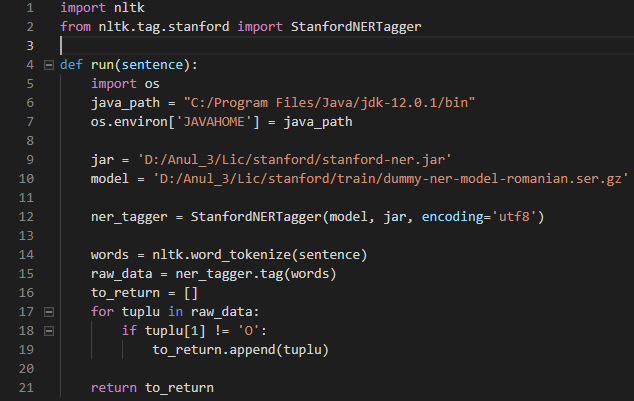 1 import nltk
2 from nltk.tag.stanford import StanfordNERTagger
3
4 def run(sentence):
5     import os
6     java_path = "C:/Program Files/Java/jdk-12.0.1/bin"
7     os.environ['JAVAHOME'] = java_path
8
9     jar = 'D:/Anul_3/Lic/stanford/stanford-ner.jar'
10     model = 'D:/Anul_3/Lic/stanford/train/dummy-ner-model-romanian.ser.gz'
11
12     ner_tagger = StanfordNERTagger(model, jar, encoding='utf8')
13
14     words = nltk.word_tokenize(sentence)
15     raw_data = ner_tagger.tag(words)
16     to_return = []
17     for tuplu in raw_data:
18         if tuplu[1] != 'O':
19             to_return.append(tuplu)
20
21     return to_return